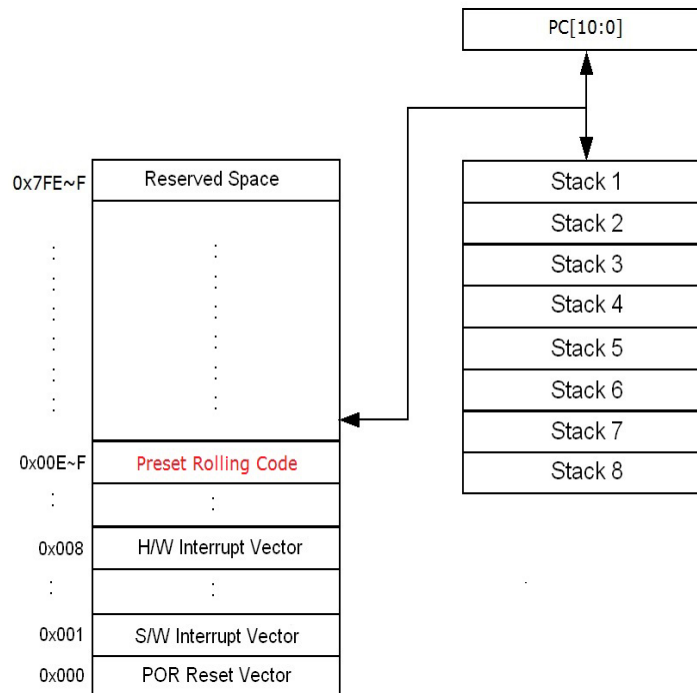 PC[10:0]
0x7FE~F
Reserved Space
Stack 1
Stack 2
Stack 3
Stack 4
Stack 5
Stack 6
Stack 7
Stack 8
0x00E~F
Preset Rolling Code
0x008
H/W Interrupt Vector
0x001
S/W Interrupt Vector
0x000
POR Reset Vector